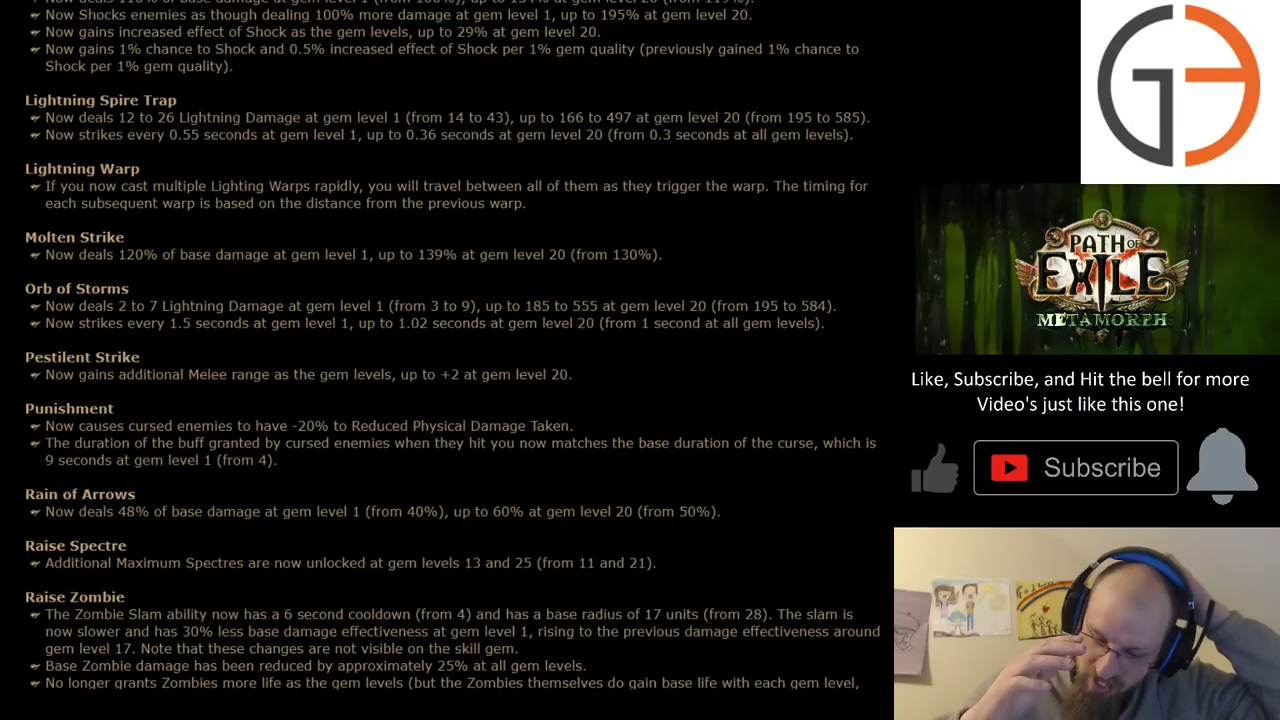 Now Shocks enemies as though dealing 100% more damage at gem level 1, up to 195% at gem level 20.
Now gains increased effect of Shock as the gem levels, up to 29% at gem level 20.
Now gains 1% chance to Shock and 0.5% increased effect of Shock per 1% gem quality (previously gained 1% chance to
Shock per 1% gem quality).
Lightning Spire Trap
Now deals 12 to 26 Lightning Damage at gem level 1 (from 14 to 43), up to 166 to 497 at gem level 20 (from 195 to 585).
Now strikes every 0.55 seconds at gem level 1, up to 0.36 seconds at gem level 20 (from 0.3 seconds at all gem levels).
Lightning Warp
If you now cast multiple Lighting Warps rapidly, you will travel between all of them as they trigger the warp. The timing for
each subsequent warp is based on the distance from the previous warp.
Molten Strike
Now deals 120% of base damage at gem level 1, up to 139% at gem level 20 (from 130%).
Orb of Storms
Now deals 2 to 7 Lightning Damage at gem level 1 (from 3 to 9), up to 185 to 555 at gem level 20 (from 195 to 584).
Now strikes every 1.5 seconds at gem level 1, up to 1.02 seconds at gem level 20 (from 1 second at all gem levels).
Pestilent Strike
Now gains additional Melee range as the gem levels, up to +2 at gem level 20.
Punishment
Now causes cursed enemies to have -20% to Reduced Physical Damage Taken.
The duration of the buff granted by cursed enemies when they hit you now matches the base duration of the curse, which is
9 seconds at gem level 1 (from 4).
Rain of Arrows
Now deals 48% of base damage at gem level 1 (from 40%), up to 60% at gem level 20 (from 50%).
Raise Spectre
Additional Maximum Spectres are now unlocked at gem levels 13 and 25 (from 11 and 21).
Raise Zombie
The Zombie Slam ability now has a 6 second cooldown (from 4) and has a base radius of 17 units (from 28). The slam is
now slower and has 30% less base damage effectiveness at gem level 1, rising to the previous damage effectiveness around
gem level 17. Note that these changes are not visible on the skill gem.
Base Zombie damage has been reduced by approximately 25% at all gem levels.
No longer grants Zombies more life as the gem levels (but the Zombies themselves do gain base life with each gem level,
PATH OF
EXILE
METAMORPH
Like, Subscribe, and Hit the bell for more
Video's just like this one!
Subscribe